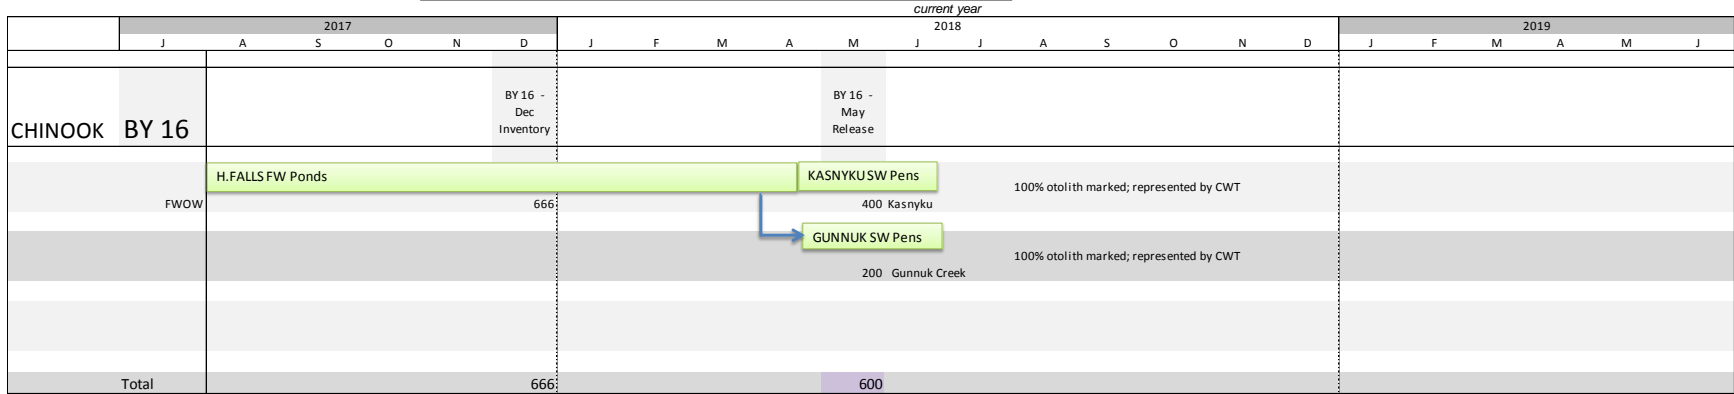 current year
2017 2018 2019
J A S O N D J F M A M J J A S O N D J F M A M J
CHINOOK BY 16
BY 16 -
Dec
Inventory
BY 16 -
May
Release
H.FALLS FW Ponds KASNYKU SW Pens
100% otolith marked; represented by CWT
FWOW 666 400 Kasnyku
GUNNUK SW Pens
100% otolith marked; represented by CWT
200 Gunnuk Creek
Total 666 600